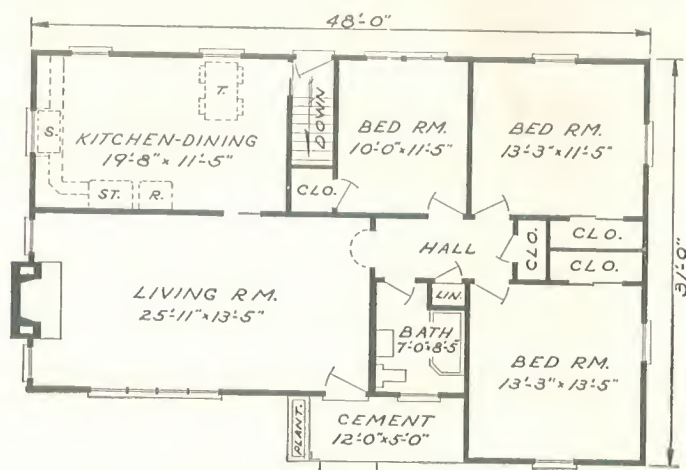 48'-0"
T.
S.
KITCHEN-DINING
19'-8" x 11'-5"
ST.
R.
DOWN
CLO.
BED RM.
10'-0" x 11'-5"
BED RM.
13'-3" x 11'-5"
HALL
CLO.
CLO.
CLO.
31'-0"
LIVING RM.
25'-11" x 13'-5"
LIN.
BATH
7'-0" x 8'-5"
BED RM.
13'-3" x 13'-5"
PLANT.
CEMENT
12'-0" x 5'-0"